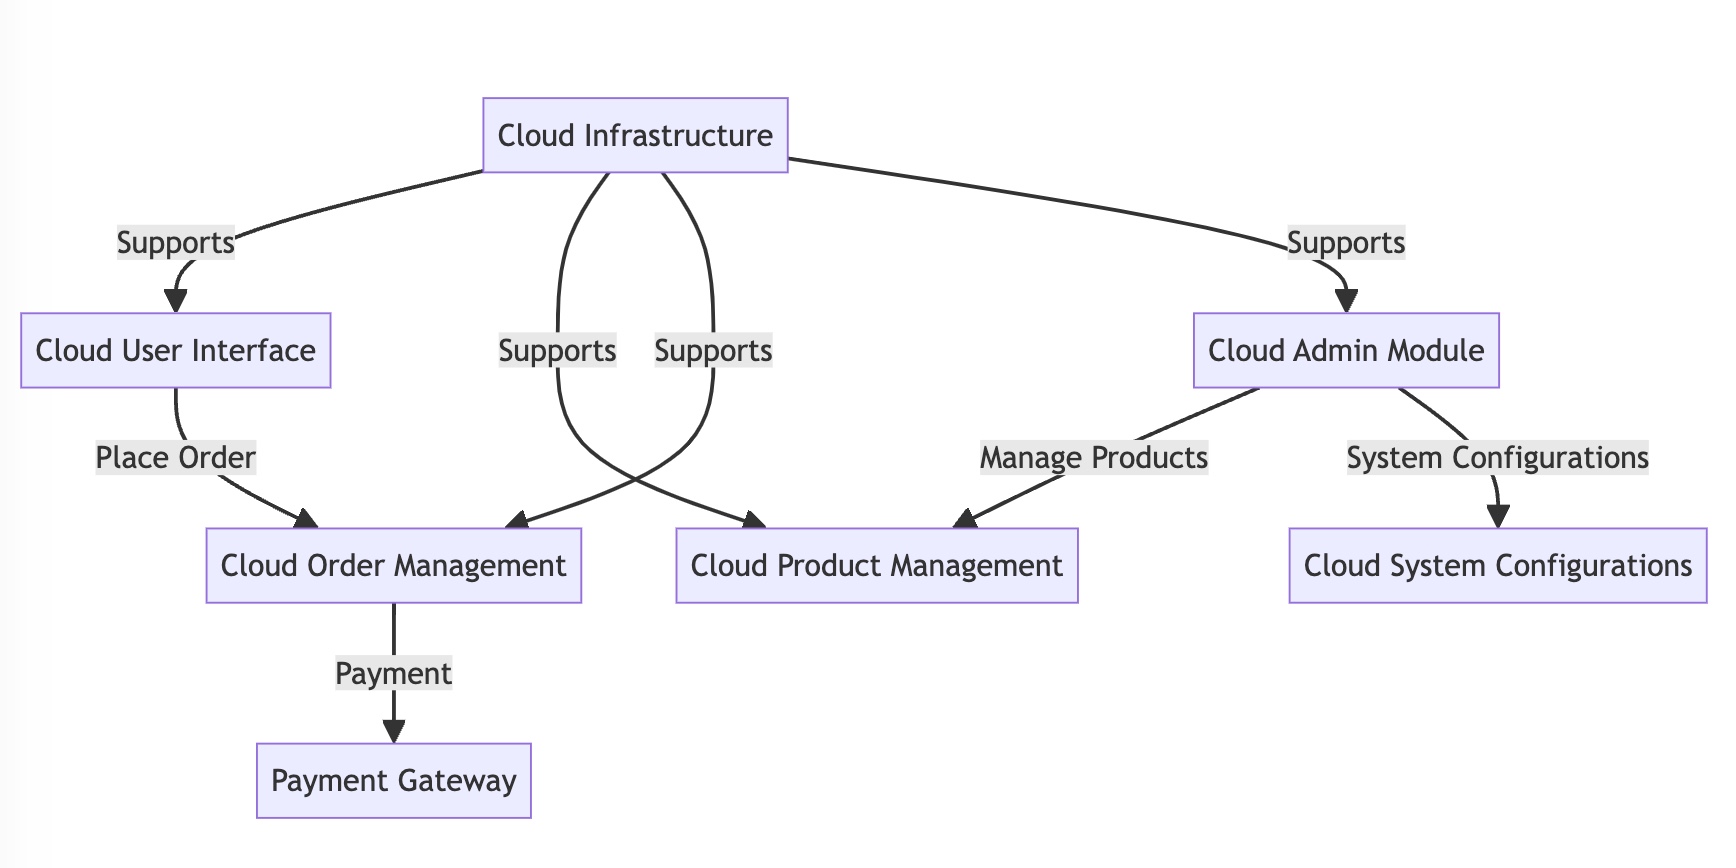 Cloud Infrastructure
Supports
Supports
Cloud User Interface
Supports
Supports
Cloud Admin Module
Place Order
Manage Products
System Configurations
Cloud Order Management
Cloud Product Management
Cloud System Configurations
Payment
Payment Gateway